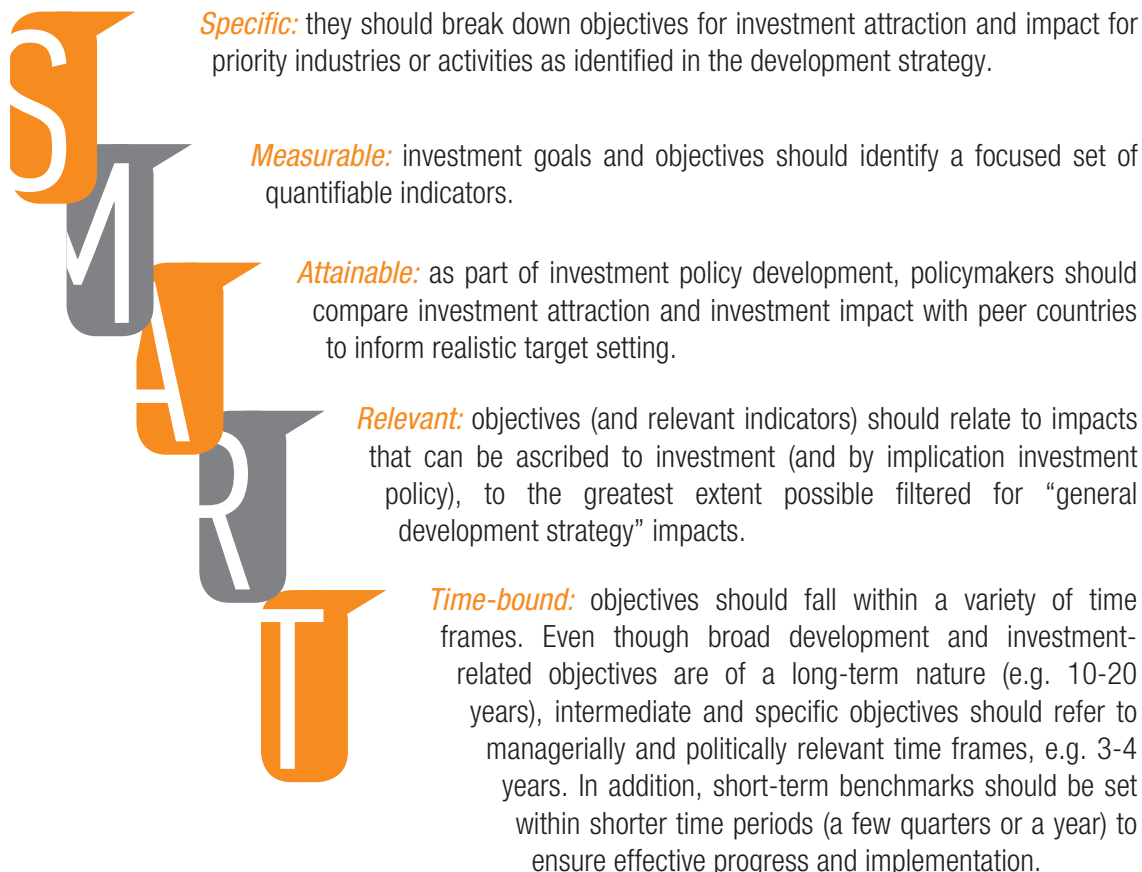 S
Specific: they should break down objectives for investment attraction and impact for
priority industries or activities as identified in the development strategy.
M
Measurable: investment goals and objectives should identify a focused set of
quantifiable indicators.
A
Attainable: as part of investment policy development, policymakers should
compare investment attraction and investment impact with peer countries
to inform realistic target setting.
R
Relevant: objectives (and relevant indicators) should relate to impacts
that can be ascribed to investment (and by implication investment
policy), to the greatest extent possible filtered for “general
development strategy” impacts.
T
Time-bound: objectives should fall within a variety of time
frames. Even though broad development and investment-
related objectives are of a long-term nature (e.g. 10-20
years), intermediate and specific objectives should refer to
managerially and politically relevant time frames, e.g. 3-4
years. In addition, short-term benchmarks should be set
within shorter time periods (a few quarters or a year) to
ensure effective progress and implementation.